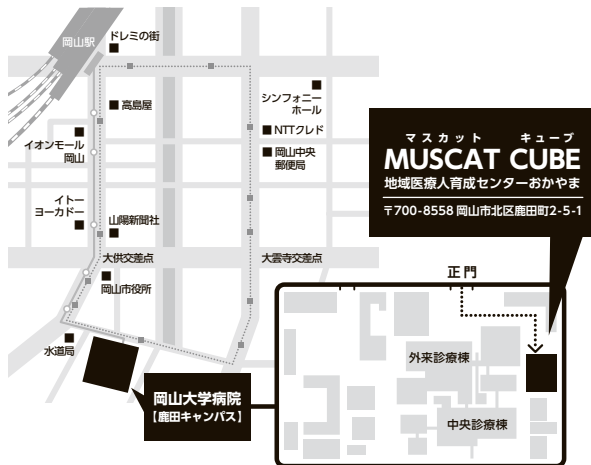 岡山駅
ドレミの街
高島屋
シンフォニー
ホール
NTTクレド
岡山中央
郵便局
イオンモール
岡山
イトー
ヨーカドー
山陽新聞社
大供交差点
大雲寺交差点
岡山市役所
水道局
岡山大学病院
【鹿田キャンパス】
マスカット キューブ
MUSCAT CUBE
地域医療人育成センターおかやま
〒700-8558 岡山市北区鹿田町2-5-1
正門
外来診療棟
中央診療棟